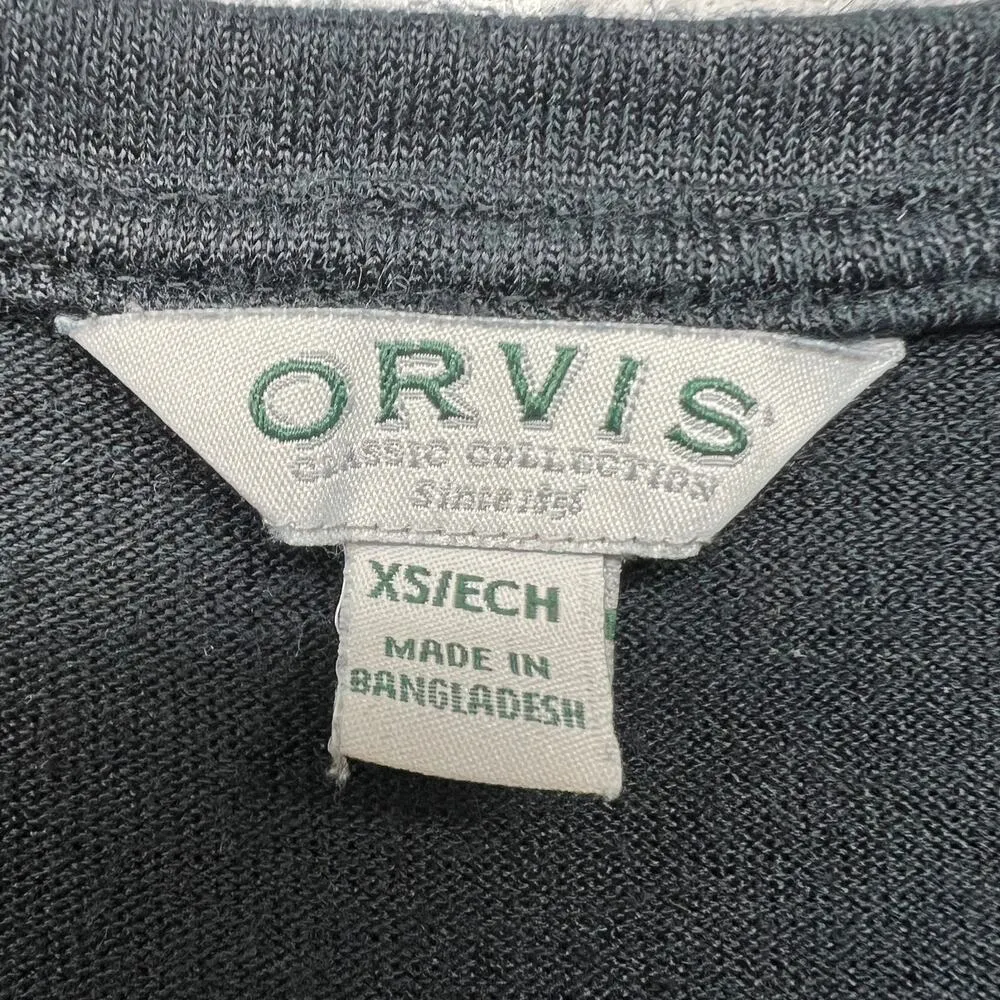 ORVIS
CLASSIC COLLECTION
Since 1856
XS/ECH
MADE IN
BANGLADESH